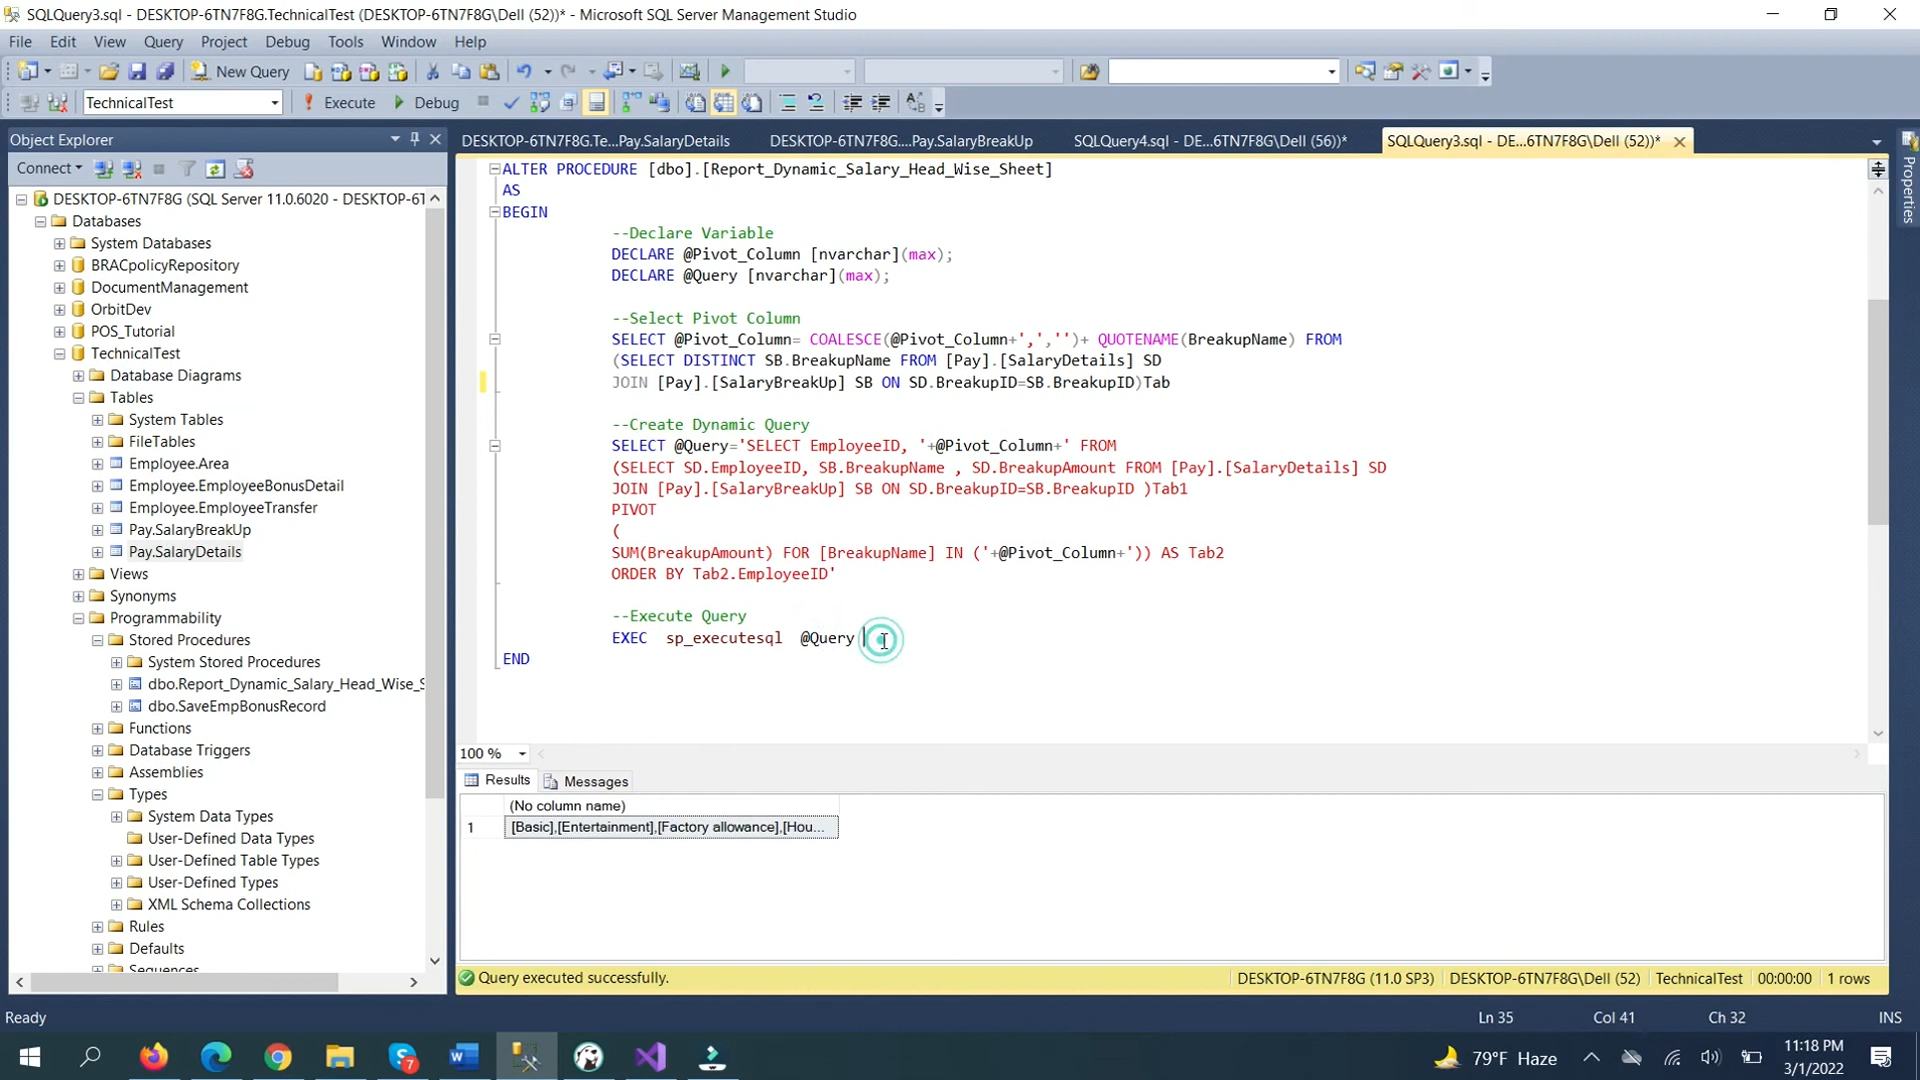 SQLQuery3.sql - DESKTOP-6TN7F8G.TechnicalTest (DESKTOP-6TN7F8G\Dell (52))* - Microsoft SQL Server Management Studio
File Edit View Query Project Debug Tools Window Help
New Query
TechnicalTest Execute Debug
Object Explorer
DESKTOP-6TN7F8G.Te...Pay.SalaryDetails DESKTOP-6TN7F8G....Pay.SalaryBreakUp SQLQuery4.sql - DE...6TN7F8G\Dell (56))* SQLQuery3.sql - DE...6TN7F8G\Dell (52))*
Properties
Connect
DESKTOP-6TN7F8G (SQL Server 11.0.6020 - DESKTOP-6T
Databases
System Databases
BRACpolicyRepository
DocumentManagement
OrbitDev
POS_Tutorial
TechnicalTest
Database Diagrams
Tables
System Tables
FileTables
Employee.Area
Employee.EmployeeBonusDetail
Employee.EmployeeTransfer
Pay.SalaryBreakUp
Pay.SalaryDetails
Views
Synonyms
Programmability
Stored Procedures
System Stored Procedures
dbo.Report_Dynamic_Salary_Head_Wise_S
dbo.SaveEmpBonusRecord
Functions
Database Triggers
Assemblies
Types
System Data Types
User-Defined Data Types
User-Defined Table Types
User-Defined Types
XML Schema Collections
Rules
Defaults
Sequences
ALTER PROCEDURE [dbo].[Report_Dynamic_Salary_Head_Wise_Sheet]
AS
BEGIN
--Declare Variable
DECLARE @Pivot_Column [nvarchar](max);
DECLARE @Query [nvarchar](max);
--Select Pivot Column
SELECT @Pivot_Column= COALESCE(@Pivot_Column+',','')+ QUOTENAME(BreakupName) FROM
(SELECT DISTINCT SB.BreakupName FROM [Pay].[SalaryDetails] SD
JOIN [Pay].[SalaryBreakUp] SB ON SD.BreakupID=SB.BreakupID)Tab
--Create Dynamic Query
SELECT @Query='SELECT EmployeeID, '+@Pivot_Column+' FROM
(SELECT SD.EmployeeID, SB.BreakupName , SD.BreakupAmount FROM [Pay].[SalaryDetails] SD
JOIN [Pay].[SalaryBreakUp] SB ON SD.BreakupID=SB.BreakupID )Tab1
PIVOT
(
SUM(BreakupAmount) FOR [BreakupName] IN ('+@Pivot_Column+')) AS Tab2
ORDER BY Tab2.EmployeeID'
--Execute Query
EXEC sp_executesql @Query
END
100 %
Results Messages
(No column name)
1 [Basic],[Entertainment],[Factory allowance],[Hou...
Query executed successfully. DESKTOP-6TN7F8G (11.0 SP3) DESKTOP-6TN7F8G\Dell (52) TechnicalTest 00:00:00 1 rows
Ready Ln 35 Col 41 Ch 32 INS
7
79°F Haze
11:18 PM
3/1/2022